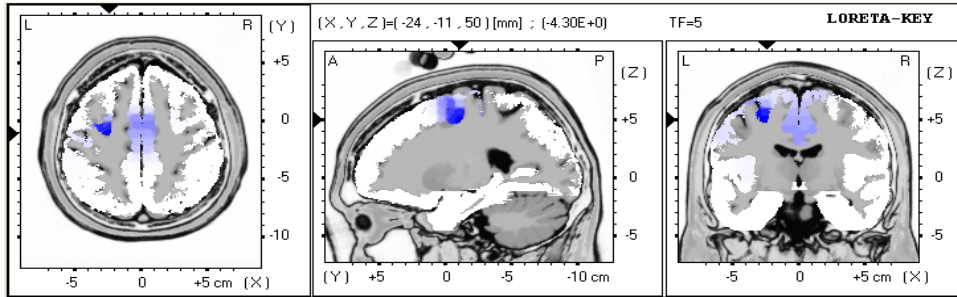 L R (Y)
+5
0
-5
-10
-5 0 +5 cm (X)
(X, Y, Z)=( -24 , -11 , 50 ) [mm] ; (-4.30E+0)
A P (Z)
+5
0
-5
(Y) +5 0 -5 -10 cm
TF=5 LORETA-KEY
L R (Z)
+5
0
-5
-5 0 +5 cm (X)